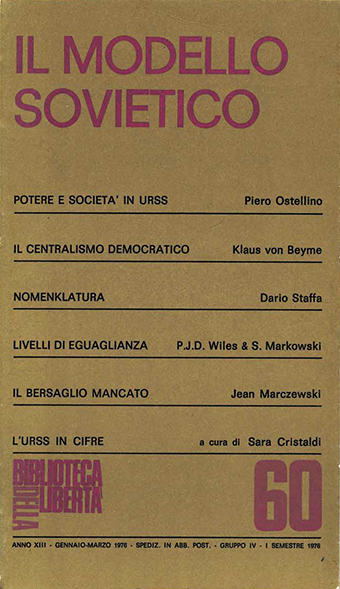 IL MODELLO
SOVIETICO
POTERE E SOCIETA' IN URSS Piero Ostellino
IL CENTRALISMO DEMOCRATICO Klaus von Beyme
NOMENKLATURA Dario Staffa
LIVELLI DI EGUAGLIANZA P.J.D. Wiles & S. Markowski
IL BERSAGLIO MANCATO Jean Marczewski
L'URSS IN CIFRE a cura di Sara Cristaldi
BIBLIOTECA
DELLA
LIBERTÀ
60
ANNO XIII - GENNAIO-MARZO 1976 - SPEDIZ. IN ABB. POST. - GRUPPO IV - I SEMESTRE 1976